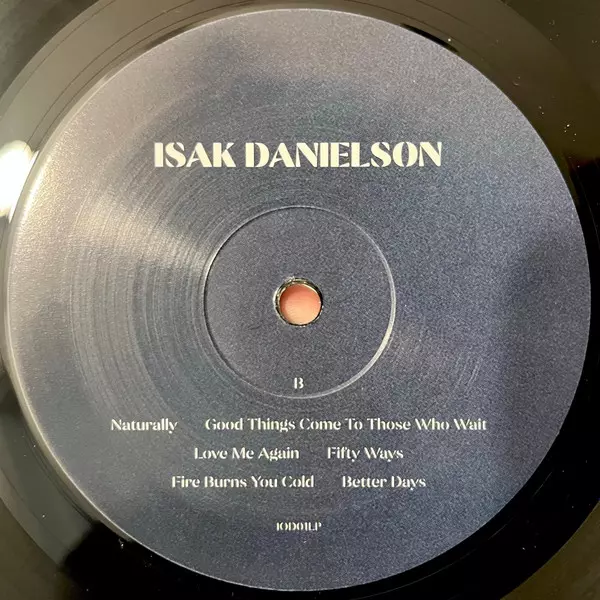 ISAK DANIELSON
B
Naturally Good Things Come To Those Who Wait
Love Me Again Fifty Ways
Fire Burns You Cold Better Days
IOD01LP